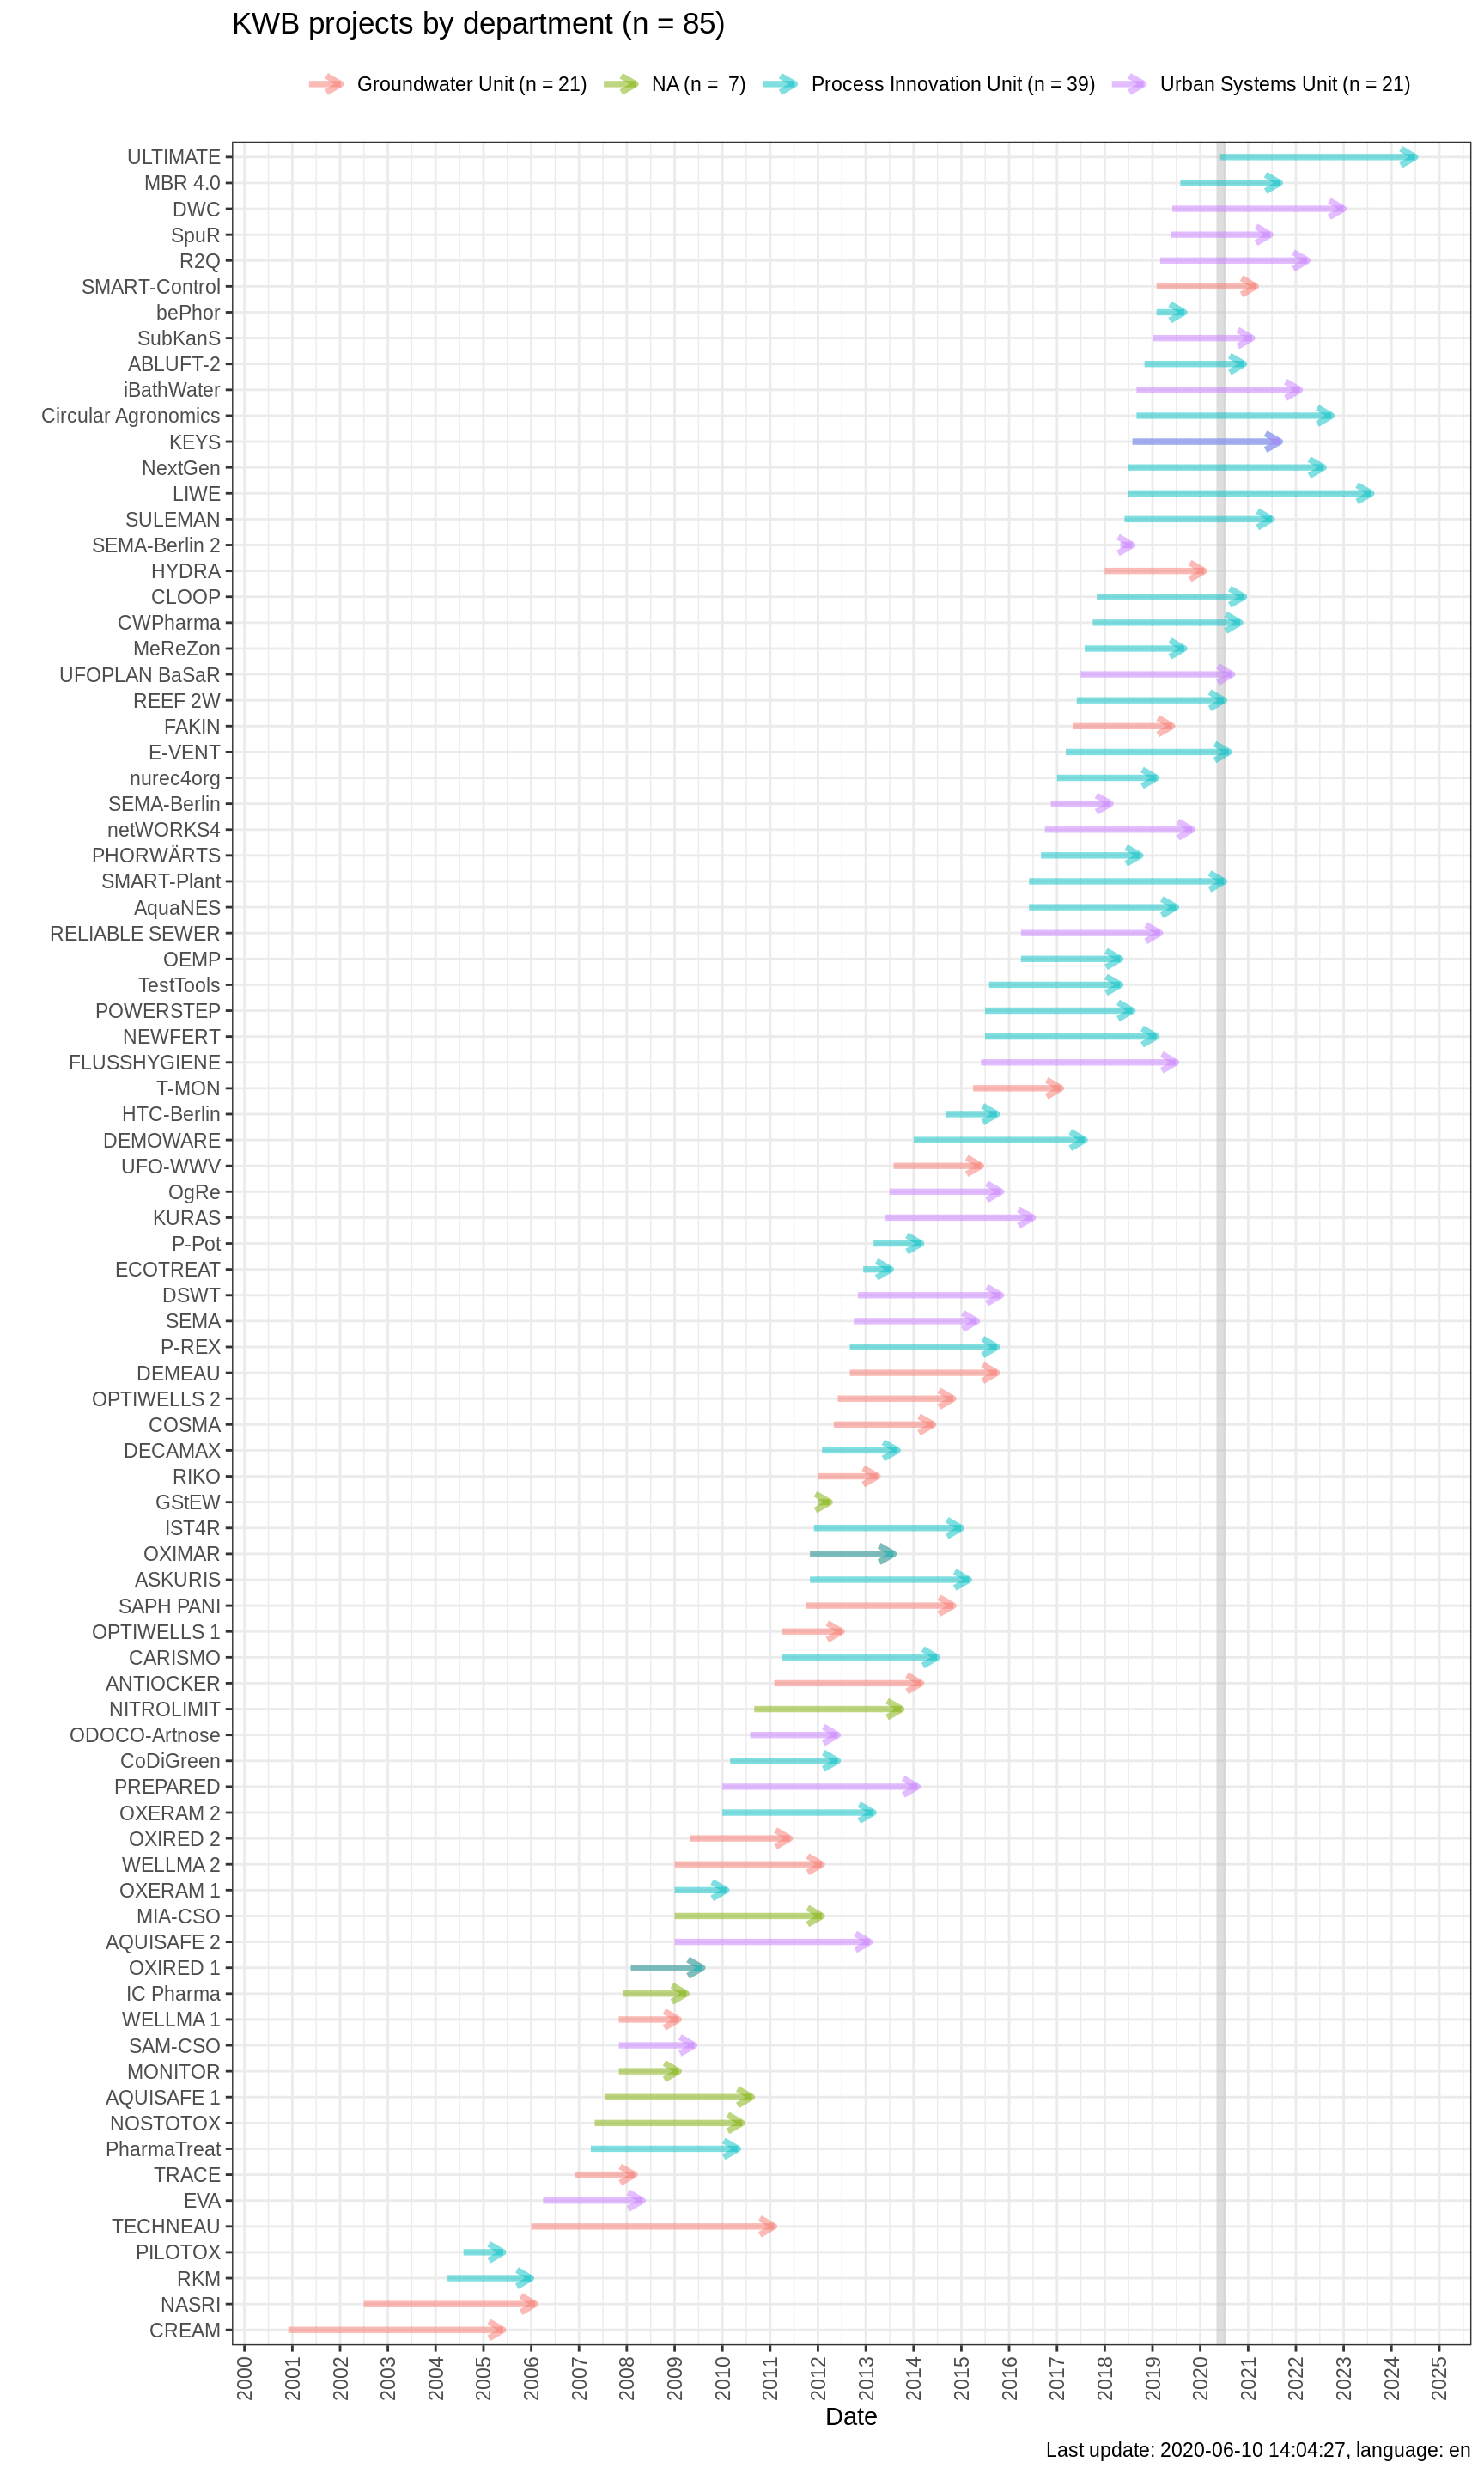 KWB projects by department (n = 85)
Groundwater Unit (n = 21) NA (n =  7) Process Innovation Unit (n = 39) Urban Systems Unit (n = 21)
ULTIMATE
MBR 4.0
DWC
SpuR
R2Q
SMART-Control
bePhor
SubKanS
ABLUFT-2
iBathWater
Circular Agronomics
KEYS
NextGen
LIWE
SULEMAN
SEMA-Berlin 2
HYDRA
CLOOP
CWPharma
MeReZon
UFOPLAN BaSaR
REEF 2W
FAKIN
E-VENT
nurec4org
SEMA-Berlin
netWORKS4
PHORWÄRTS
SMART-Plant
AquaNES
RELIABLE SEWER
OEMP
TestTools
POWERSTEP
NEWFERT
FLUSSHYGIENE
T-MON
HTC-Berlin
DEMOWARE
UFO-WWV
OgRe
KURAS
P-Pot
ECOTREAT
DSWT
SEMA
P-REX
DEMEAU
OPTIWELLS 2
COSMA
DECAMAX
RIKO
GStEW
IST4R
OXIMAR
ASKURIS
SAPH PANI
OPTIWELLS 1
CARISMO
ANTIOCKER
NITROLIMIT
ODOCO-Artnose
CoDiGreen
PREPARED
OXERAM 2
OXIRED 2
WELLMA 2
OXERAM 1
MIA-CSO
AQUISAFE 2
OXIRED 1
IC Pharma
WELLMA 1
SAM-CSO
MONITOR
AQUISAFE 1
NOSTOTOX
PharmaTreat
TRACE
EVA
TECHNEAU
PILOTOX
RKM
NASRI
CREAM
2000 2001 2002 2003 2004 2005 2006 2007 2008 2009 2010 2011 2012 2013 2014 2015 2016 2017 2018 2019 2020 2021 2022 2023 2024 2025
Date
Last update: 2020-06-10 14:04:27, language: en